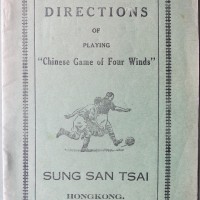 DIRECTIONS
OF
PLAYING
"Chinese Game of Four Winds"
SUNG SAN TSAI
HONGKONG.